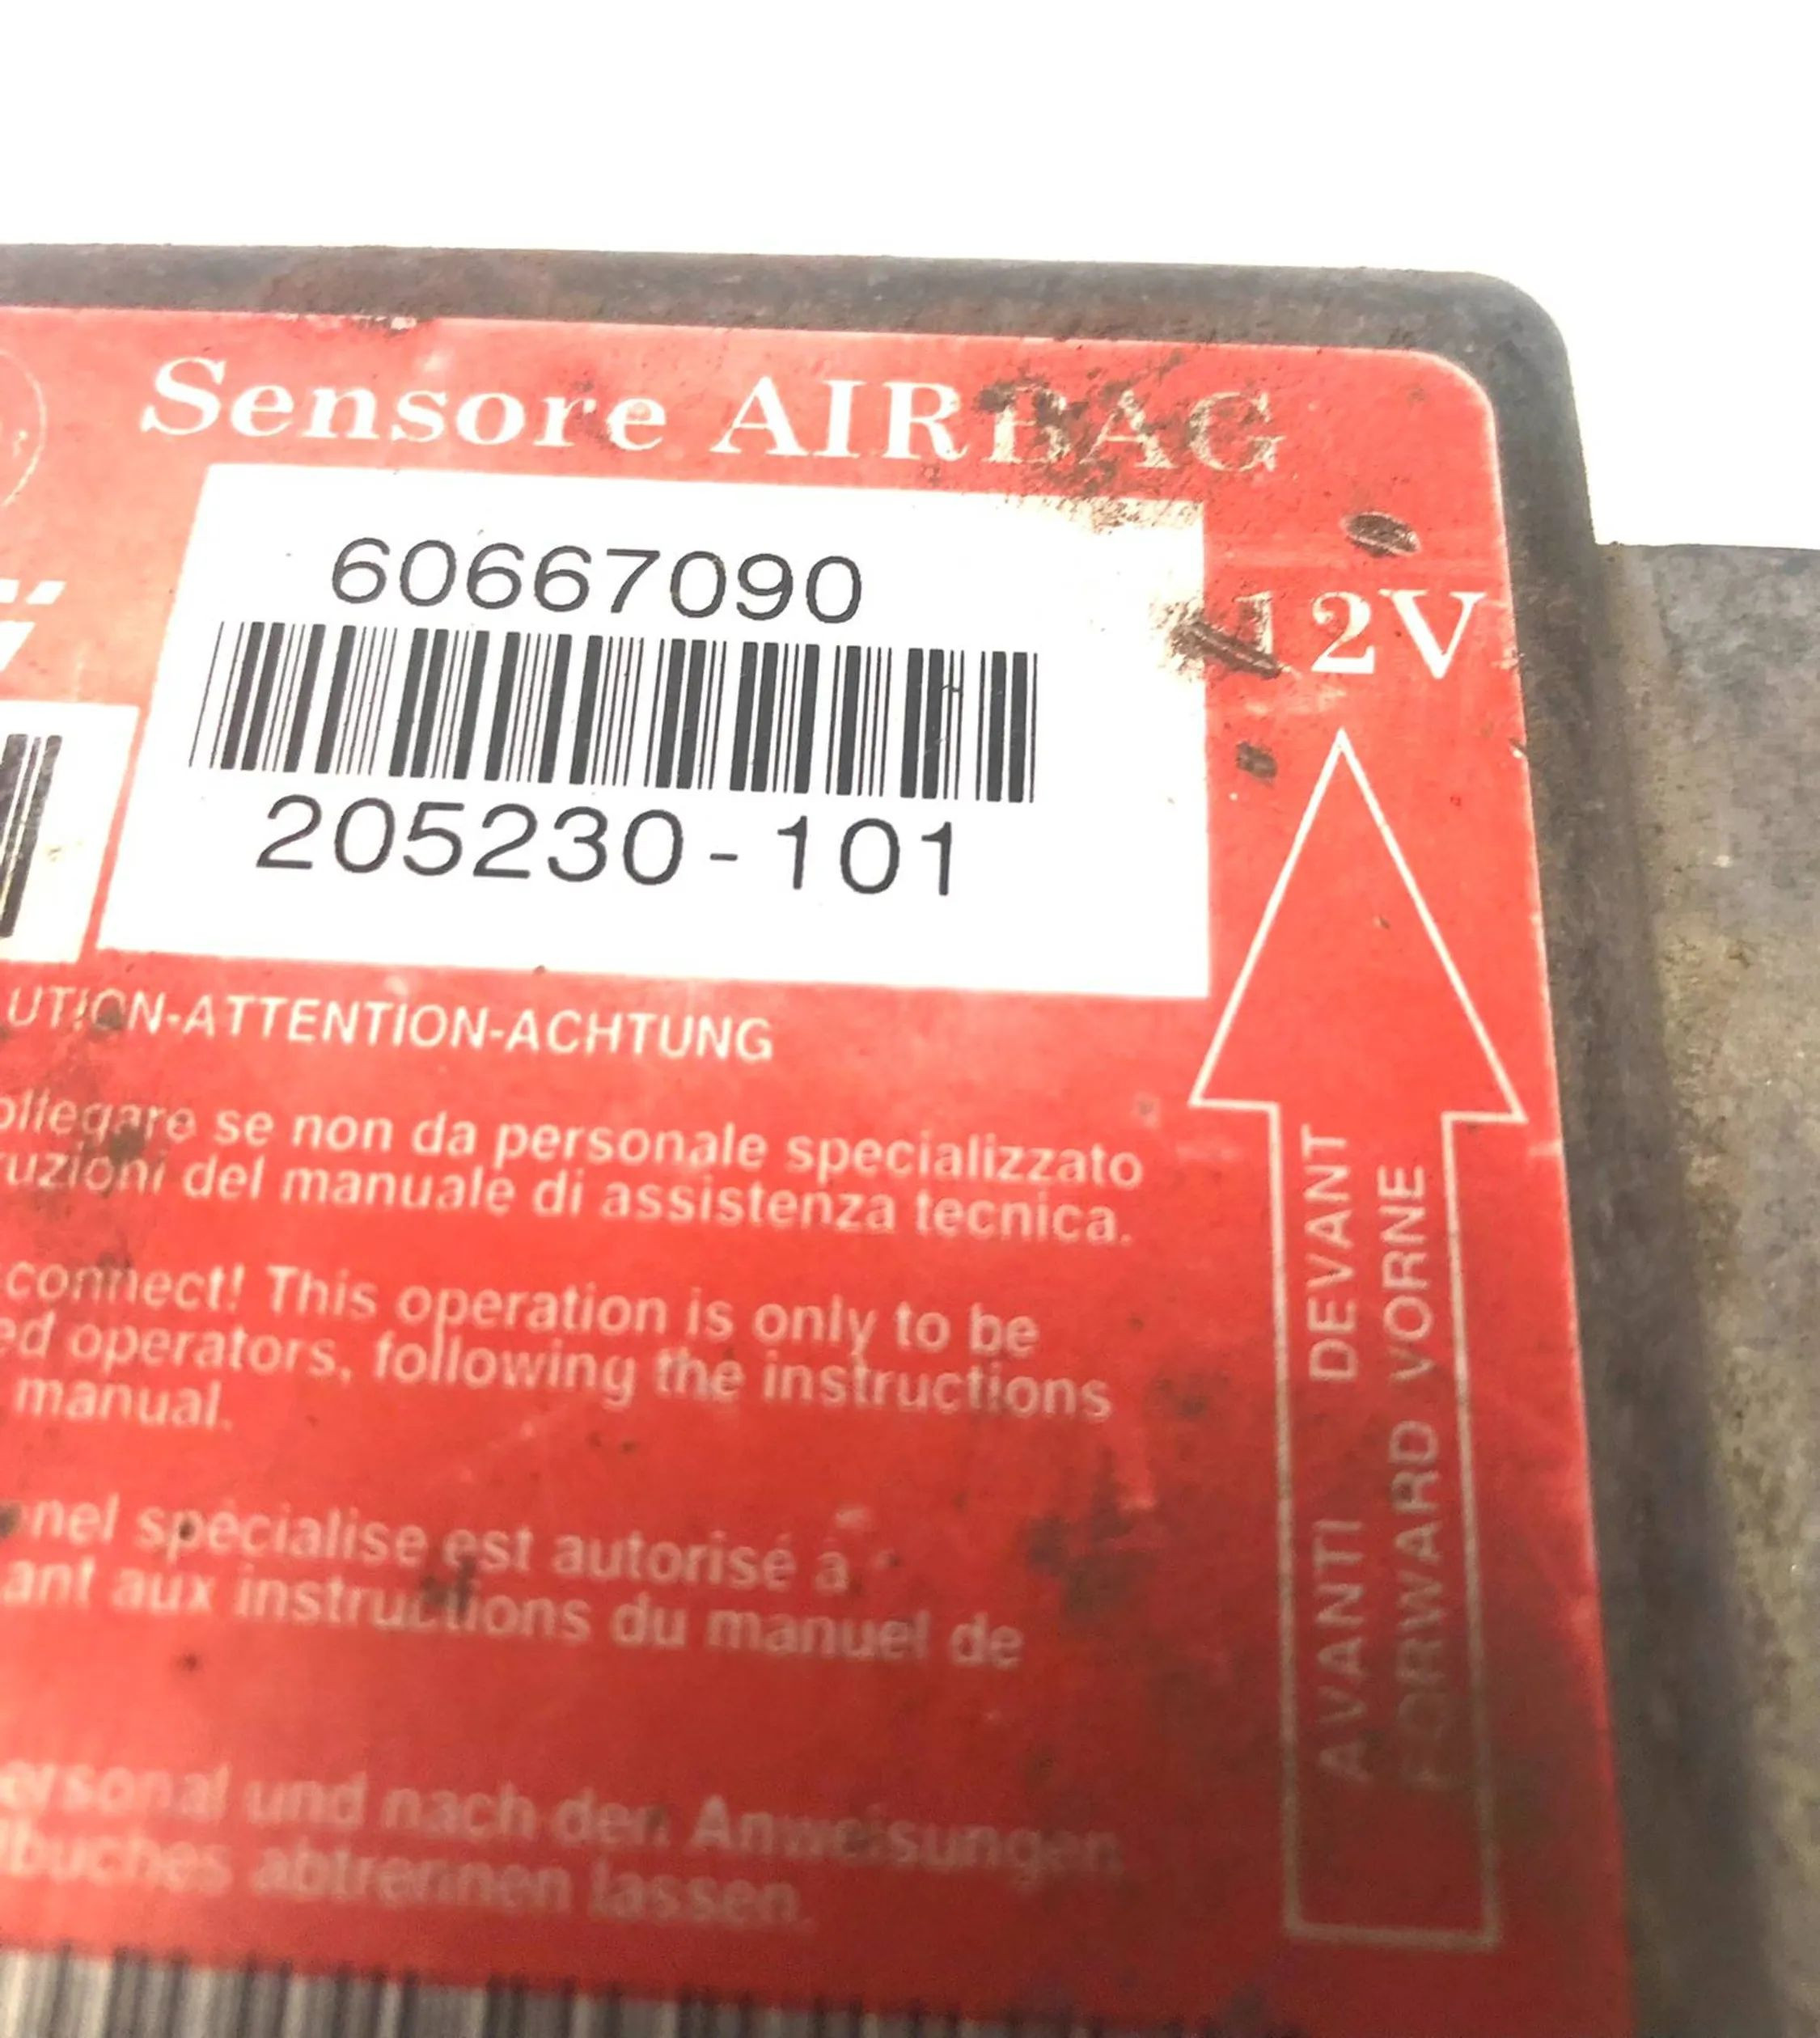 Sensore AIRBAG
60667090
205230-101
12V
UTION-ATTENTION-ACHTUNG
ollegare se non da personale specializzato
uzioni del manuale di assistenza tecnica.
connect! This operation is only to be
ed operators, following the instructions
manual.
nel spécialise est autorisé à
ant aux instructions du manuel de
ersonal und nach den Anweisungen
buches abtrennen lassen.
AVANTI DEVANT
FORWARD VORNE